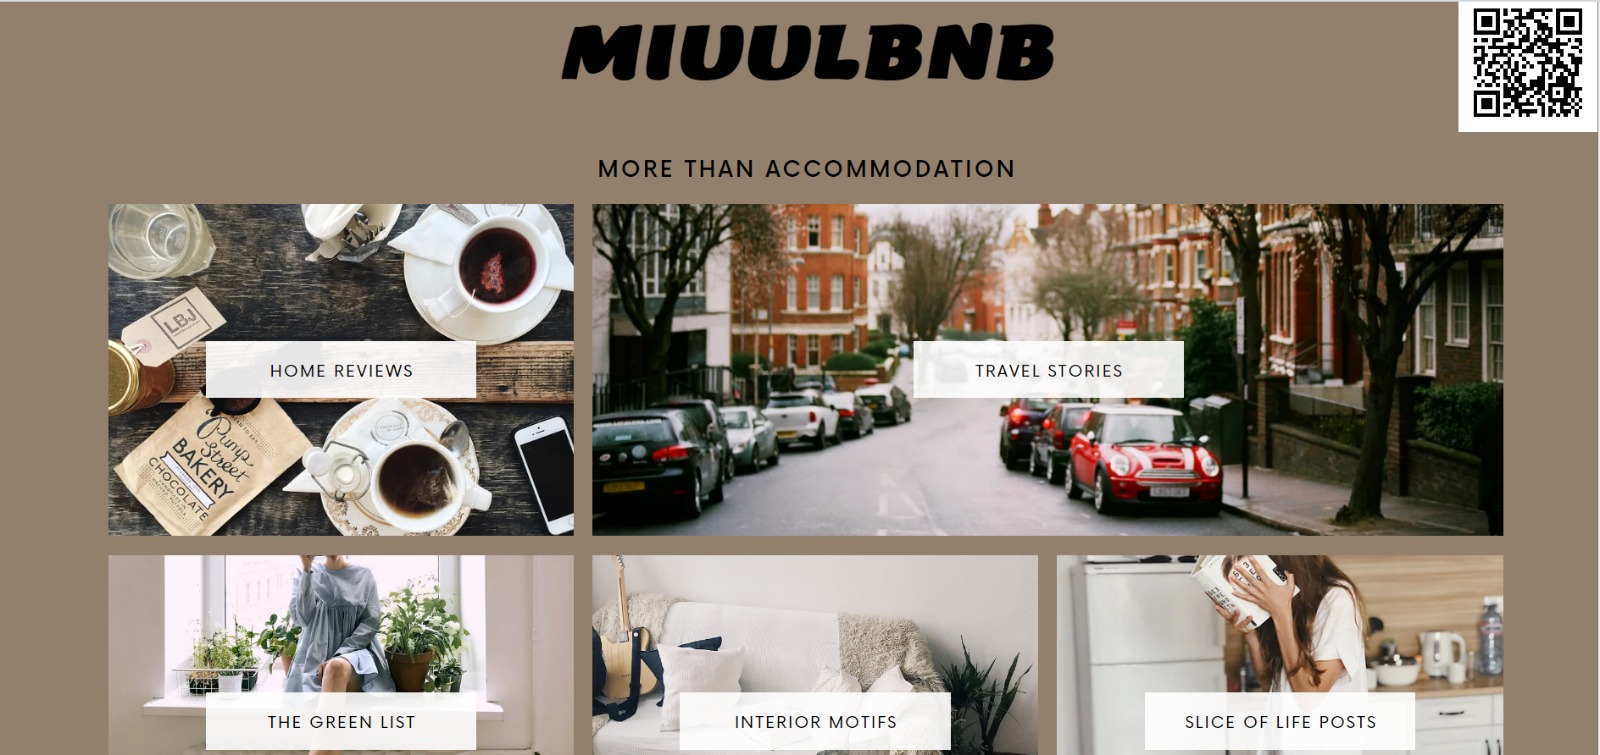 MIUULBNB
MORE THAN ACCOMMODATION
LBJ
HOME REVIEWS
TRAVEL STORIES
Pump
Street
BAKERY
CHOCOLATE
THE GREEN LIST
INTERIOR MOTIFS
SLICE OF LIFE POSTS